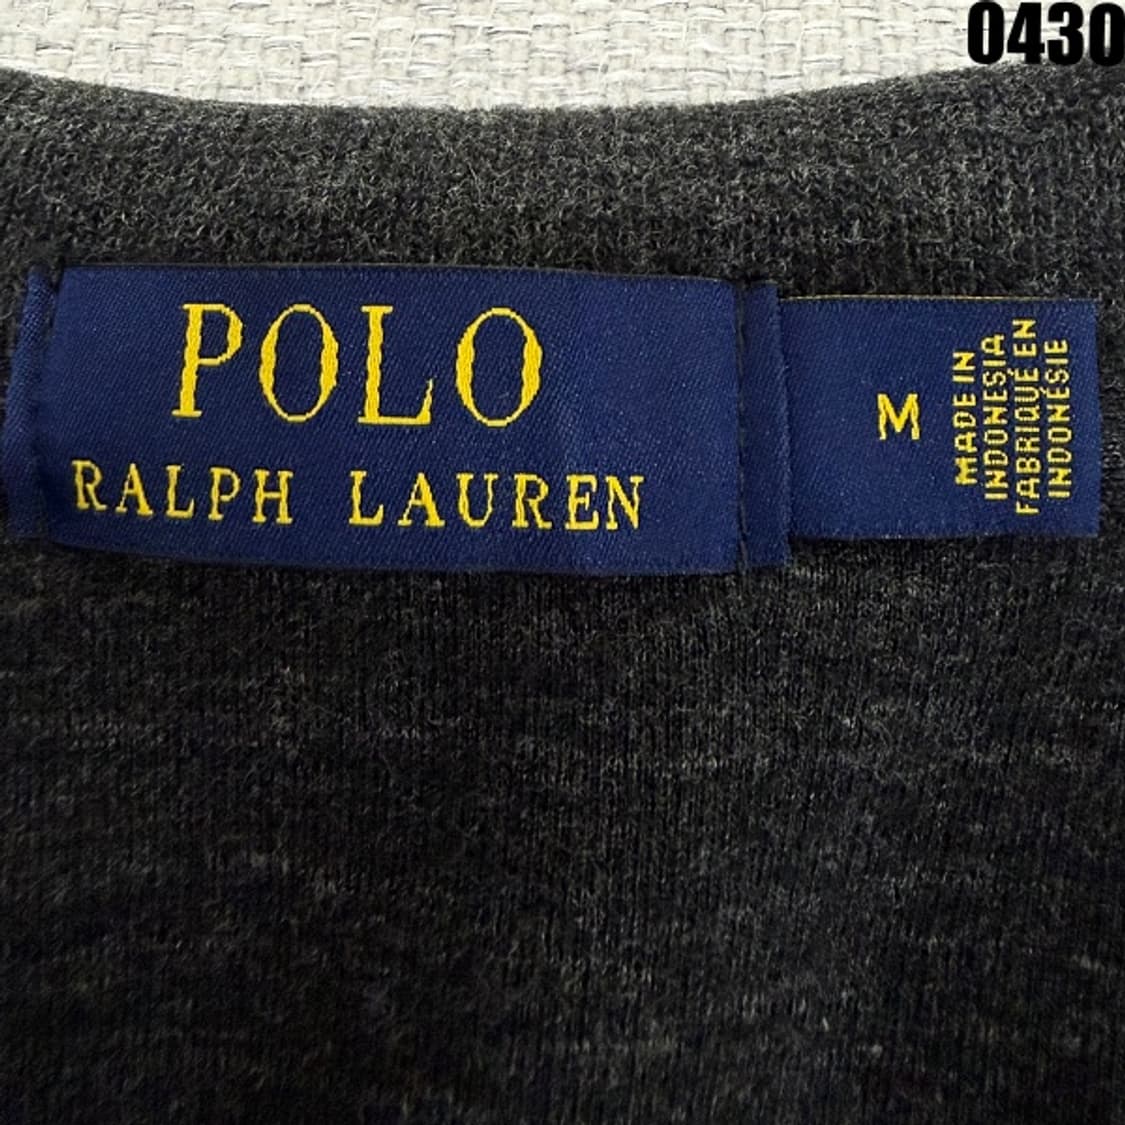 0430
POLO
RALPH LAUREN
M
MADE IN
INDONESIA
FABRIQUÉ EN
INDONÉSIE